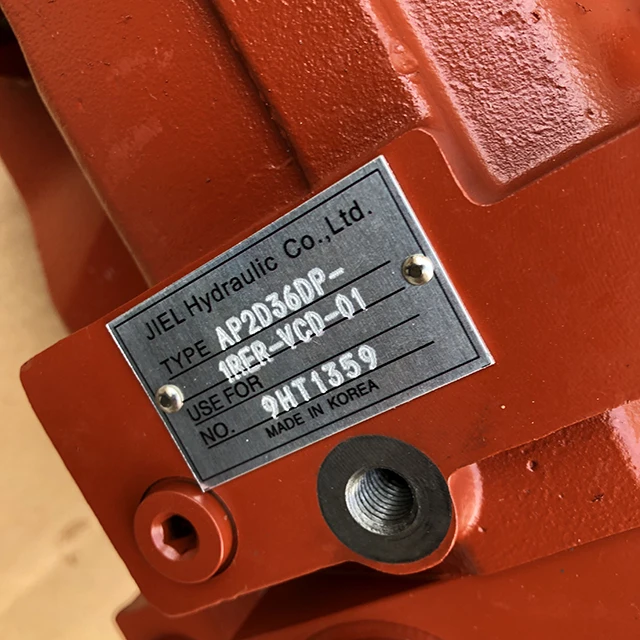 JIEL Hydraulic Co.,Ltd.
TYPE AP2D36DP-
1RER-VCD-01
USE FOR
NO. 9HT1359
MADE IN KOREA